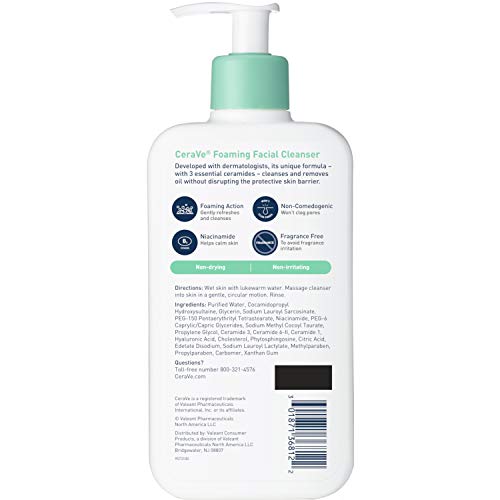 CeraVe® Foaming Facial Cleanser
Developed with dermatologists, its unique formula –
with 3 essential ceramides – cleanses and removes
oil without disrupting the protective skin barrier.
Foaming Action
Gently refreshes
and cleanses
Non-Comedogenic
Won't clog pores
Niacinamide
Helps calm skin
FRAGRANCE
Fragrance Free
To avoid fragrance
irritation
Non-drying
Non-irritating
Directions: Wet skin with lukewarm water. Massage cleanser
into skin in a gentle, circular motion. Rinse.
Ingredients: Purified Water, Cocamidopropyl
Hydroxysultaine, Glycerin, Sodium Lauroyl Sarcosinate,
PEG-150 Pentaerythrityl Tetrastearate, Niacinamide, PEG-6
Caprylic/Capric Glycerides, Sodium Methyl Cocoyl Taurate,
Propylene Glycol, Ceramide 3, Ceramide 6-II, Ceramide 1,
Hyaluronic Acid, Cholesterol, Phytosphingosine, Citric Acid,
Edetate Disodium, Sodium Lauroyl Lactylate, Methylparaben,
Propylparaben, Carbomer, Xanthan Gum
Questions?
Toll-free number 800-321-4576
CeraVe.com
CeraVe is a registered trademark
of Valeant Pharmaceuticals
International, Inc. or its affiliates.
© Valeant Pharmaceuticals
North America LLC
Distributed by: Valeant Consumer
Products, a division of Valeant
Pharmaceuticals North America LLC
Bridgewater, NJ 08807
3 01871 36812 2